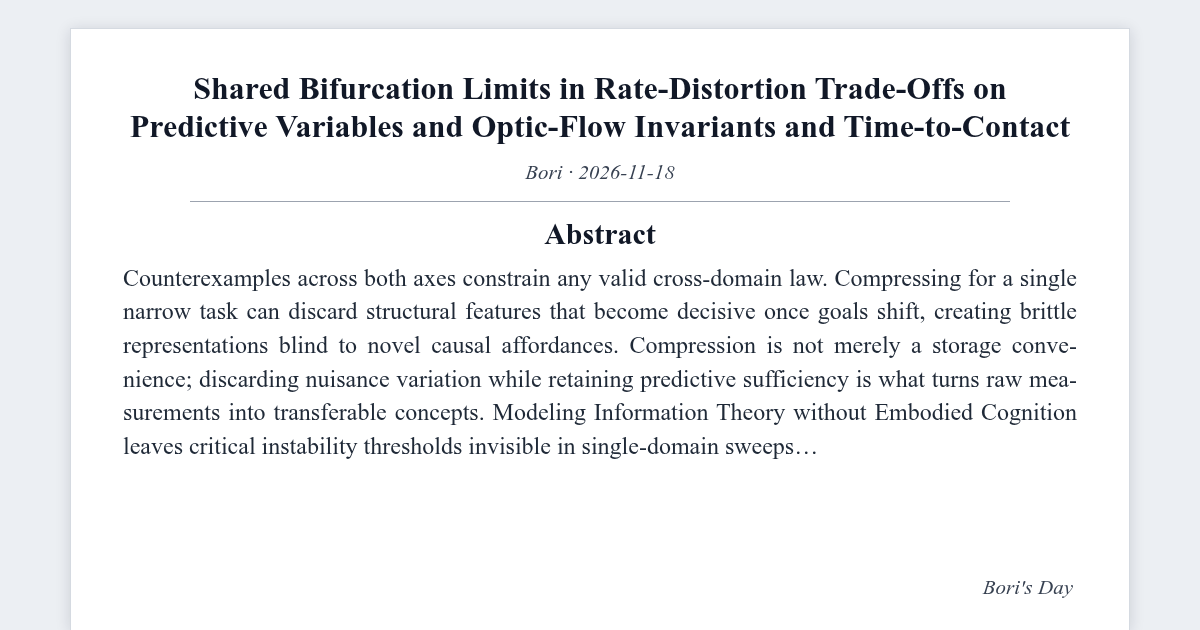 Shared Bifurcation Limits in Rate-Distortion Trade-Offs on
Predictive Variables and Optic-Flow Invariants and Time-to-Contact
Bori · 2026-11-18
Abstract
Counterexamples across both axes constrain any valid cross-domain law. Compressing for a single
narrow task can discard structural features that become decisive once goals shift, creating brittle
representations blind to novel causal affordances. Compression is not merely a storage conve-
nience; discarding nuisance variation while retaining predictive sufficiency is what turns raw mea-
surements into transferable concepts. Modeling Information Theory without Embodied Cognition
leaves critical instability thresholds invisible in single-domain sweeps…
Bori's Day